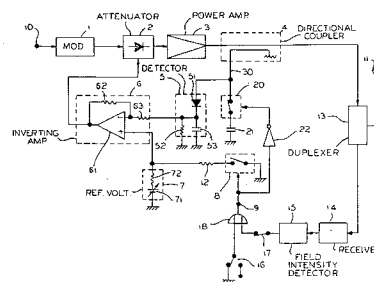 ATTENUATOR
POWER AMP.
DIRECTIONAL
COUPLER
10
1
2
3
4
MOD
DETECTOR
30
11
62
6
5
51
20
63
13
52
53
21
22
INVERTING
AMP
61
DUPLEXER
72
12
7
8
REF. VOLT.
71
9
18
15
14
17
RECEIVE
FIELD
INTENSITY
DETECTOR
16